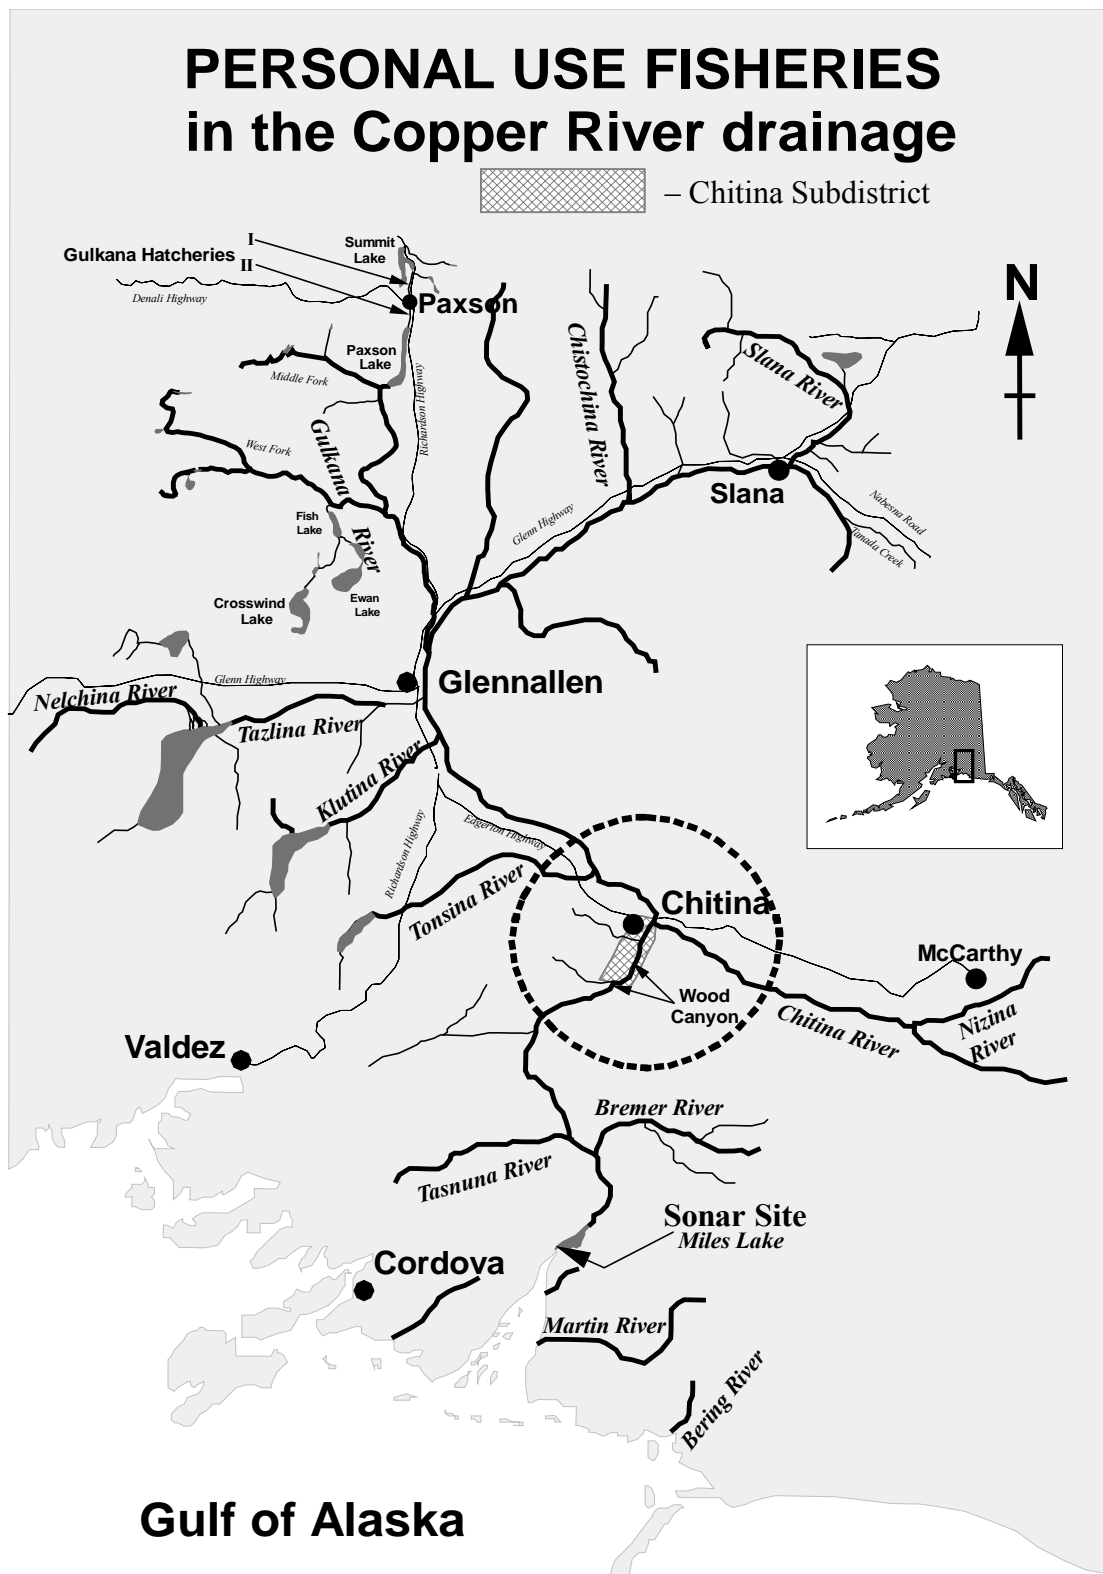 PERSONAL USE FISHERIES
in the Copper River drainage
– Chitina Subdistrict
Gulkana Hatcheries
I
II
Summit
Lake
Denali Highway
Paxson
N
Paxson
Lake
Middle Fork
Richardson Highway
Chistochina River
Slana River
Gulkana
River
West Fork
Slana
Fish
Lake
Glenn Highway
Nabesna Road
Tanada Creek
Ewan
Lake
Crosswind
Lake
Glenn Highway
Glennallen
Nelchina River
Tazlina River
Klutina River
Edgerton Highway
Richardson Highway
Tonsina River
Chitina
McCarthy
Wood
Canyon
Chitina River
Nizina
River
Valdez
Bremer River
Tasnuna River
Sonar Site
Miles Lake
Cordova
Martin River
Bering River
Gulf of Alaska